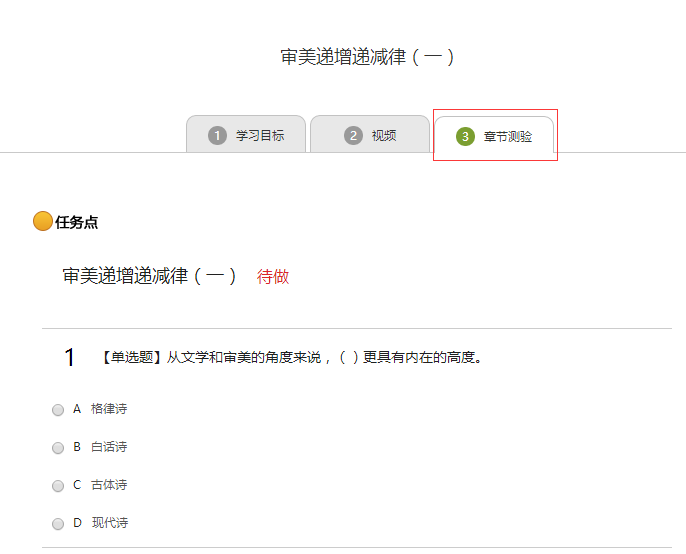 审美递增递减律（一）
1 学习目标 2 视频 3 章节测验
任务点
审美递增递减律（一） 待做
1 【单选题】从文学和审美的角度来说，（ ）更具有内在的高度。
A 格律诗
B 白话诗
C 古体诗
D 现代诗